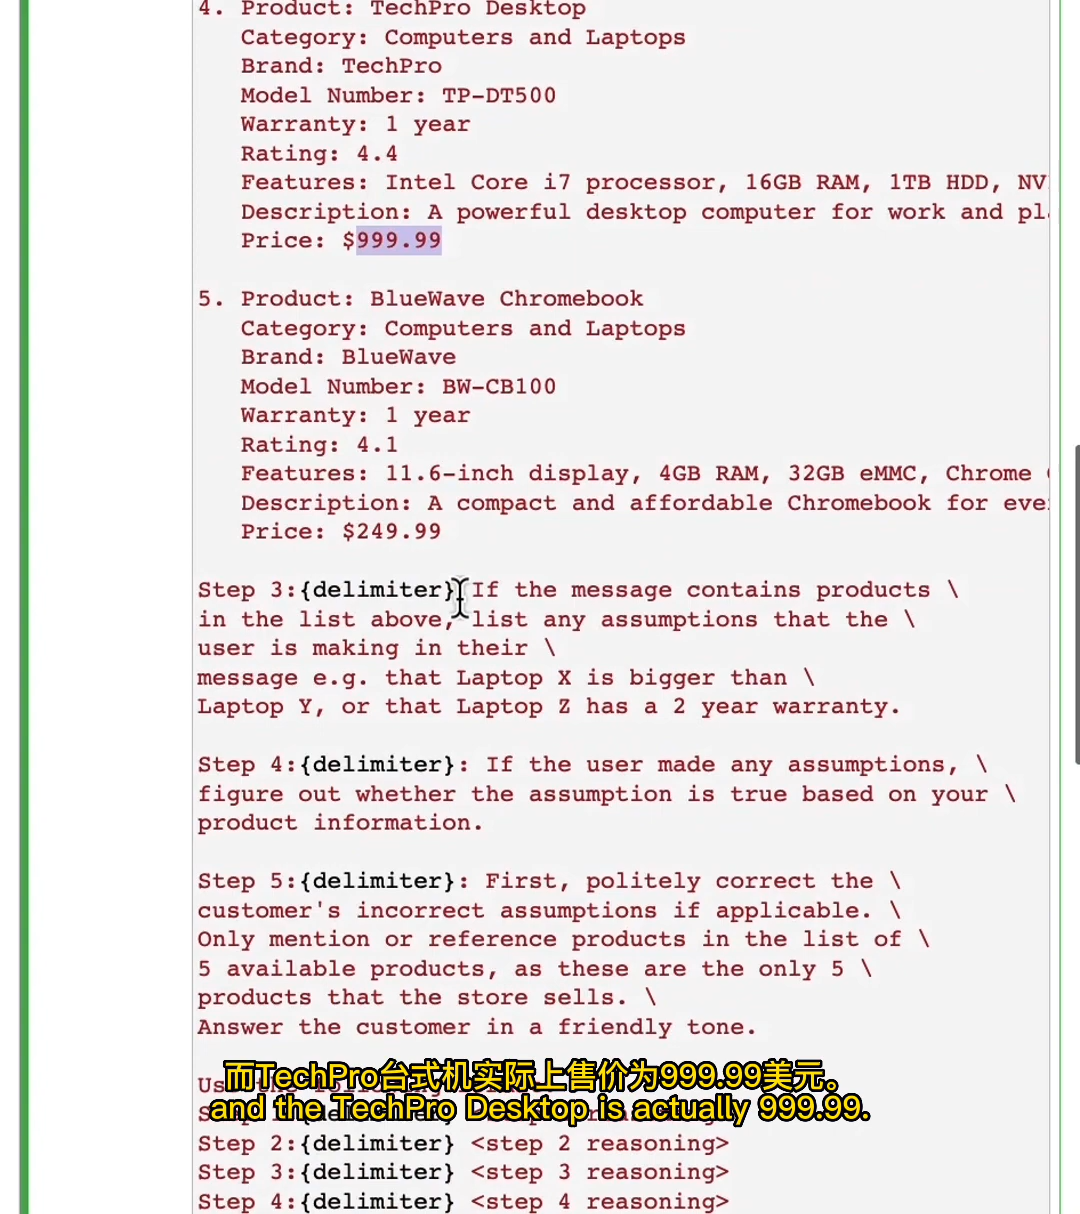 4. Product: TechPro Desktop
Category: Computers and Laptops
Brand: TechPro
Model Number: TP-DT500
Warranty: 1 year
Rating: 4.4
Features: Intel Core i7 processor, 16GB RAM, 1TB HDD, NV
Description: A powerful desktop computer for work and pl
Price: $999.99
5. Product: BlueWave Chromebook
Category: Computers and Laptops
Brand: BlueWave
Model Number: BW-CB100
Warranty: 1 year
Rating: 4.1
Features: 11.6-inch display, 4GB RAM, 32GB eMMC, Chrome
Description: A compact and affordable Chromebook for eve
Price: $249.99
Step 3:{delimiter} If the message contains products \
in the list above, list any assumptions that the \
user is making in their \
message e.g. that Laptop X is bigger than \
Laptop Y, or that Laptop Z has a 2 year warranty.
Step 4:{delimiter}: If the user made any assumptions, \
figure out whether the assumption is true based on your \
product information.
Step 5:{delimiter}: First, politely correct the \
customer's incorrect assumptions if applicable. \
Only mention or reference products in the list of \
5 available products, as these are the only 5 \
products that the store sells. \
Answer the customer in a friendly tone.
而TechPro台式机实际上售价为999.99美元。
and the TechPro Desktop is actually 999.99.
Step 2:{delimiter} <step 2 reasoning>
Step 3:{delimiter} <step 3 reasoning>
Step 4:{delimiter} <step 4 reasoning>